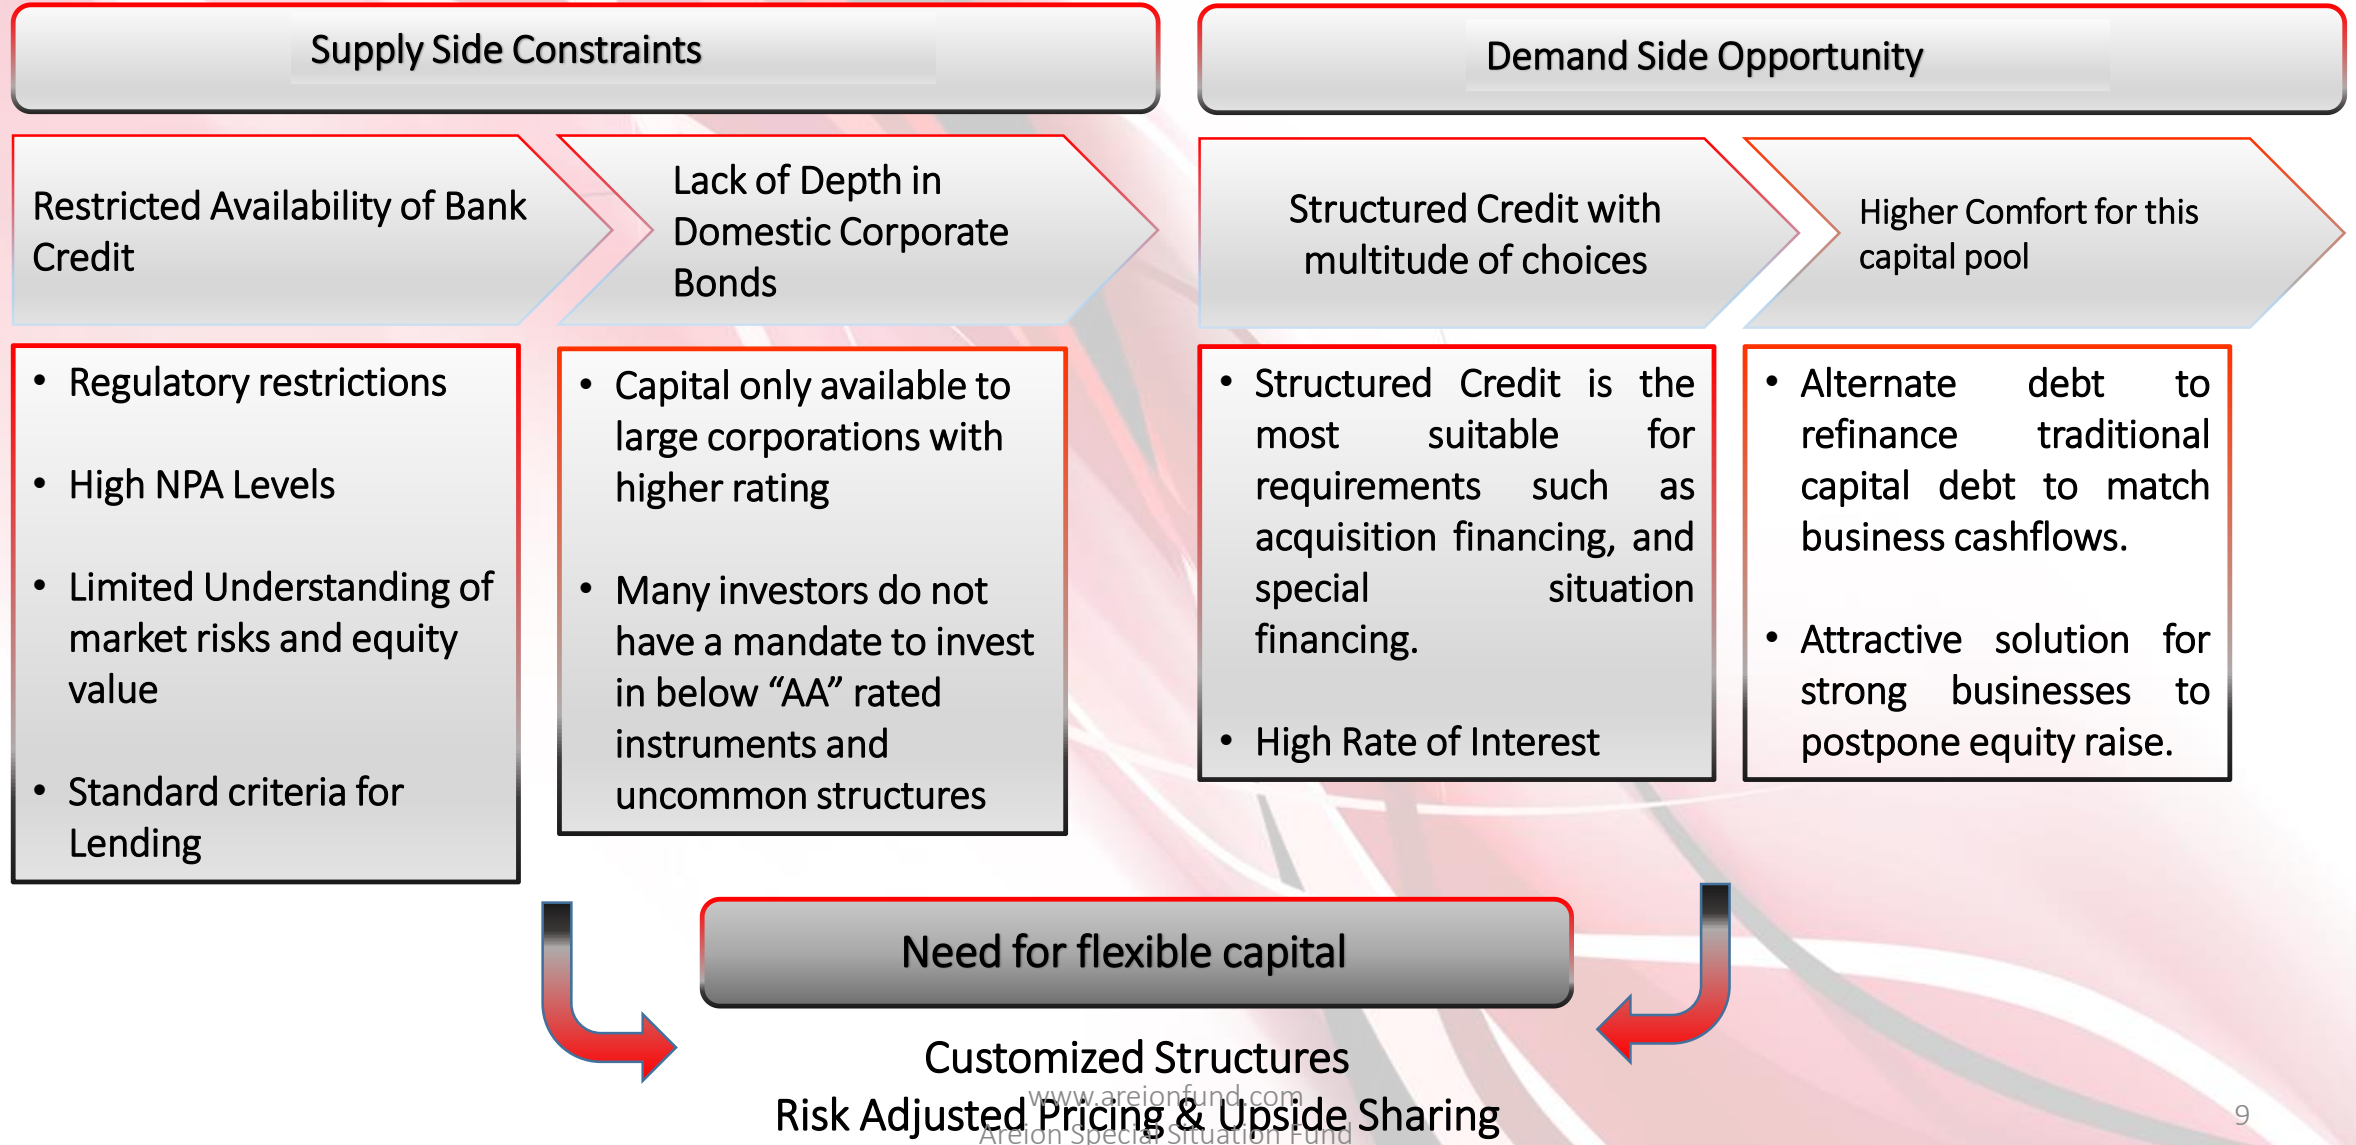 Supply Side Constraints
Demand Side Opportunity
Restricted Availability of Bank
Credit
Lack of Depth in
Domestic Corporate
Bonds
Structured Credit with
multitude of choices
Higher Comfort for this
capital pool
• Regulatory restrictions
• High NPA Levels
• Limited Understanding of
market risks and equity
value
• Standard criteria for
Lending
• Capital only available to
large corporations with
higher rating
• Many investors do not
have a mandate to invest
in below “AA” rated
instruments and
uncommon structures
• Structured Credit is the
most suitable for
requirements such as
acquisition financing, and
special situation
financing.
• High Rate of Interest
• Alternate debt to
refinance traditional
capital debt to match
business cashflows.
• Attractive solution for
strong businesses to
postpone equity raise.
Need for flexible capital
Customized Structures
www.areionfund.com
Risk Adjusted Pricing & Upside Sharing
Areion Special Situation Fund
9